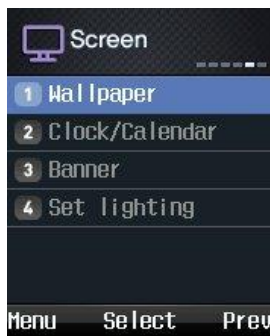 Screen
1 Wallpaper
2 Clock/Calendar
3 Banner
4 Set lighting
Menu Select Prev